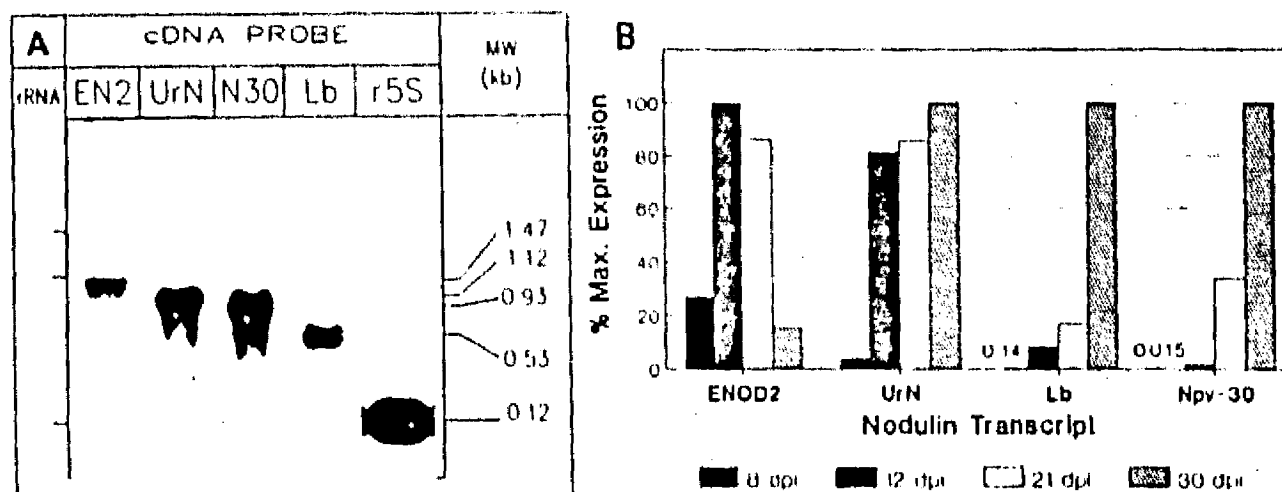 A
cDNA PROBE
MW
(kb)
rRNA
EN2
UrN
N30
Lb
r5S
1.47
1.12
0.93
0.53
0.12
B
% Max. Expression
100
80
60
40
20
0
0.14
0.015
ENOD2
UrN
Lb
Npv-30
Nodulin Transcript
8 dpi
12 dpi
21 dpi
30 dpi